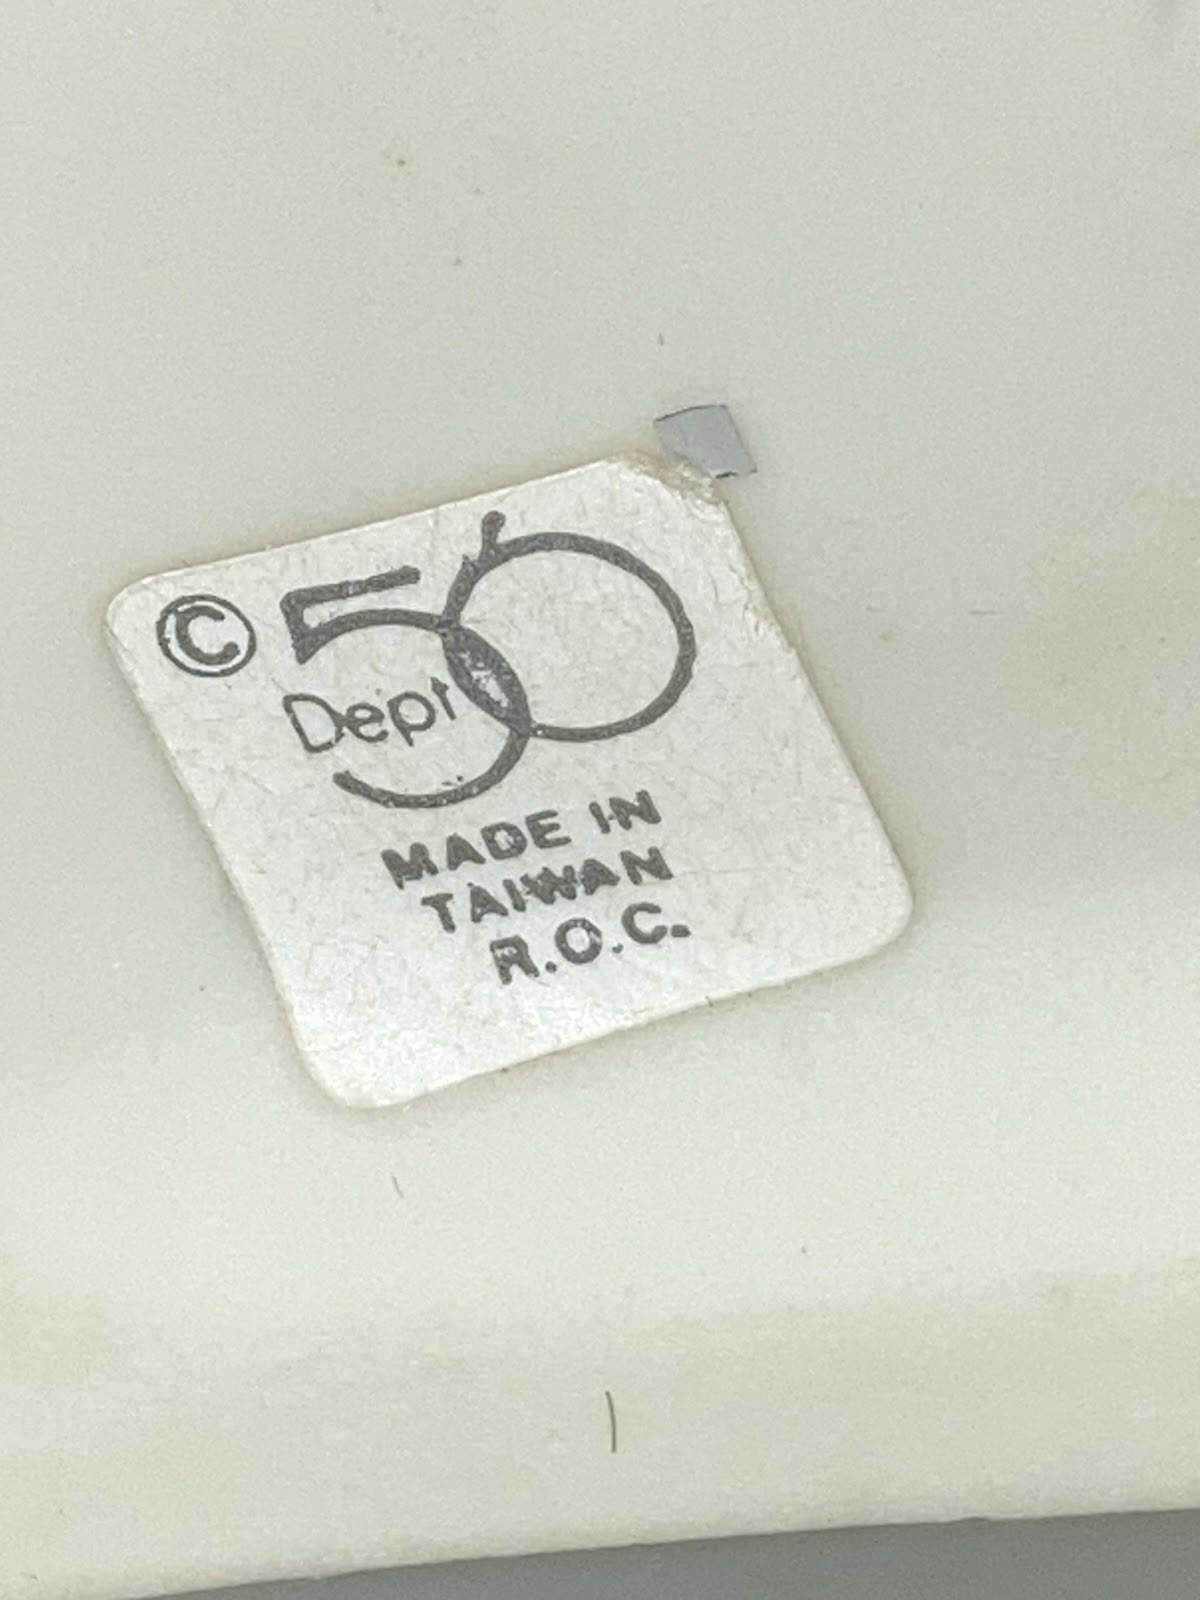 © 56
Dept
MADE IN
TAIWAN
R.O.C.